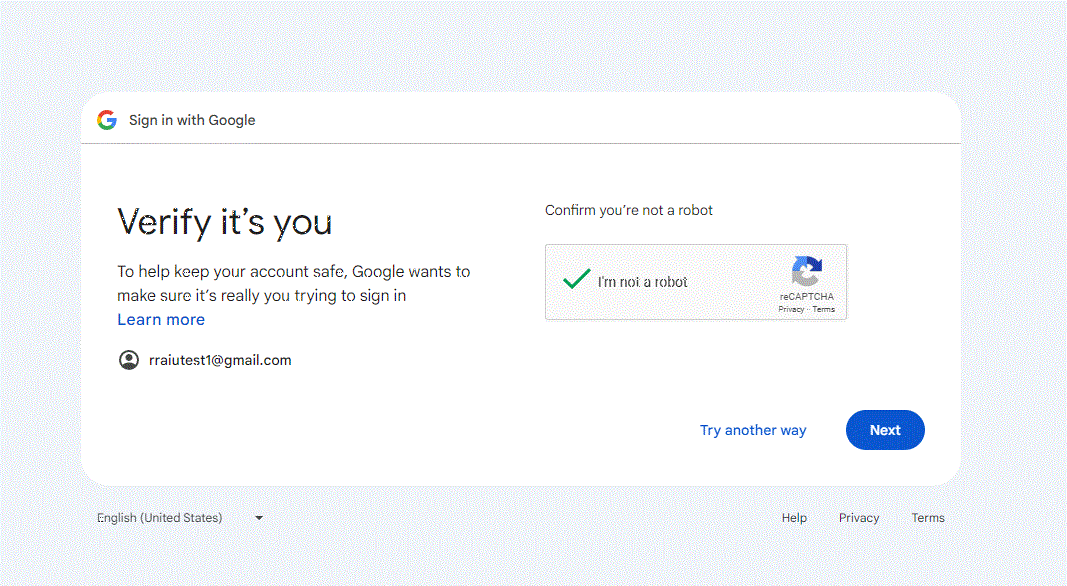 Sign in with Google
Verify it's you
To help keep your account safe, Google wants to
make sure it's really you trying to sign in
Learn more
rraiutest1@gmail.com
Confirm you're not a robot
I'm not a robot
reCAPTCHA
Privacy - Terms
Try another way
Next
English (United States)
Help
Privacy
Terms